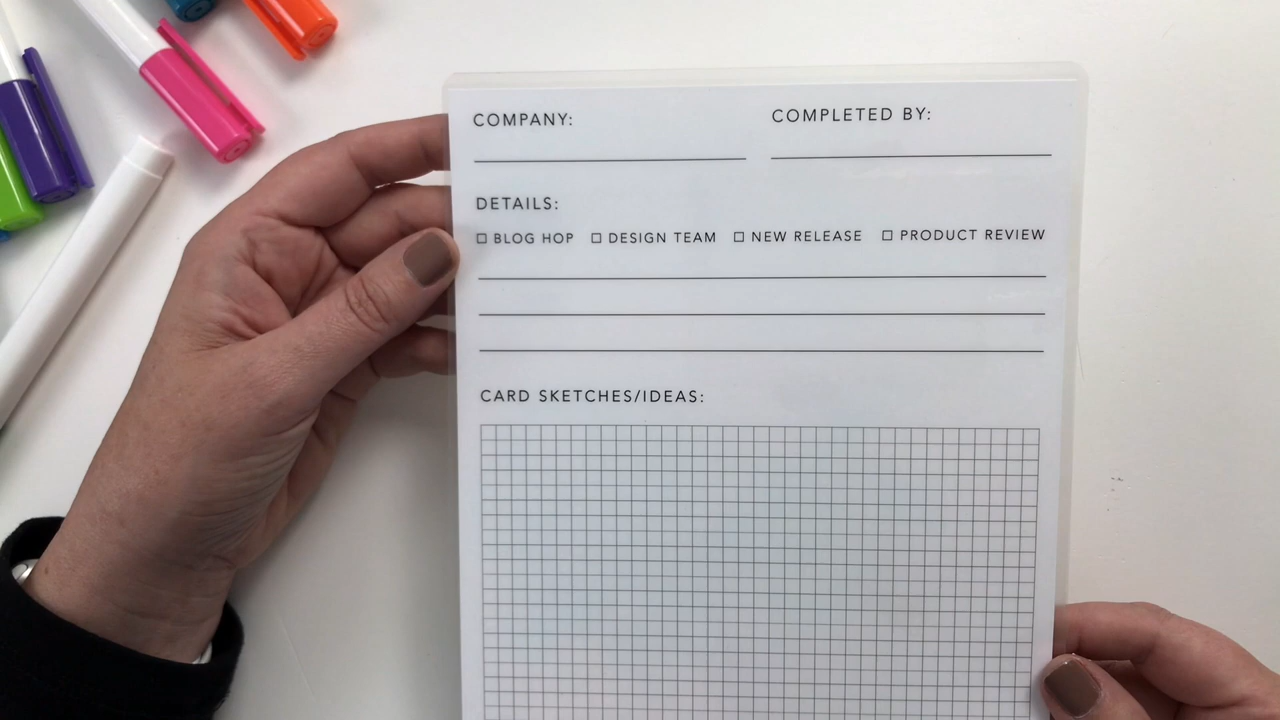 COMPANY: COMPLETED BY:
DETAILS:
☐ BLOG HOP ☐ DESIGN TEAM ☐ NEW RELEASE ☐ PRODUCT REVIEW
CARD SKETCHES/IDEAS: